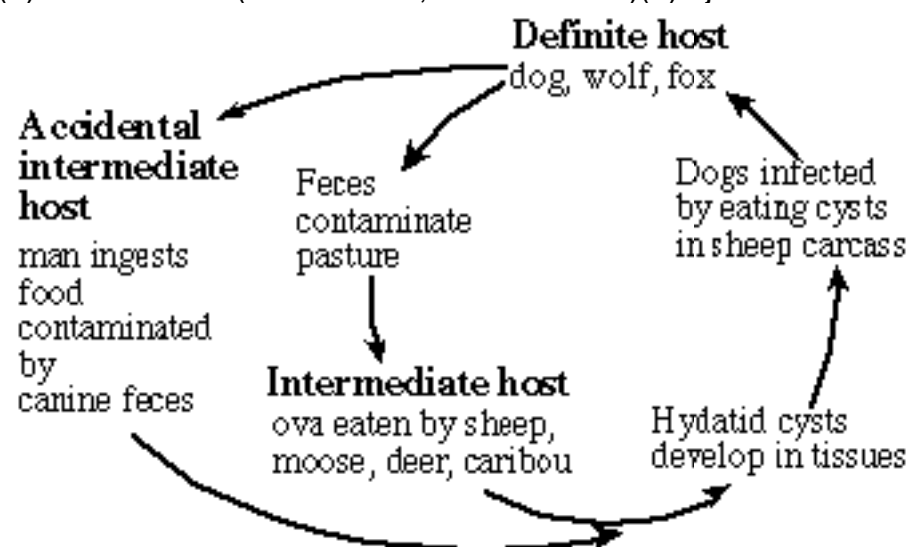 Definite host
dog, wolf, fox
Accidental
intermediate
host
man ingests
food
contaminated
by
canine feces
Feces
contaminate
pasture
Intermediate host
ova eaten by sheep,
moose, deer, caribou
Hydatid cysts
develop in tissues
Dogs infected
by eating cysts
in sheep carcass